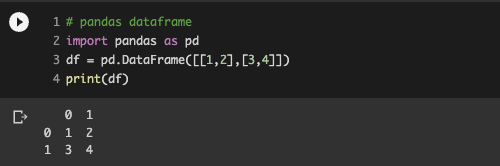 1 # pandas dataframe
2 import pandas as pd
3 df = pd.DataFrame([[1,2],[3,4]])
4 print(df)
   0  1
0  1  2
1  3  4